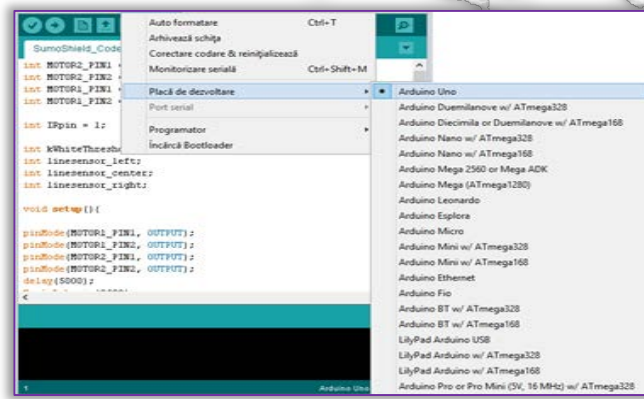 Auto formatare Ctrl+T
Arhivează schiţa
Corectare codare & reiniţializează
Monitorizare serială Ctrl+Shift+M
Placă de dezvoltare
Port serial
Programator
Încărcă Bootloader
SumoShield_Code
int MOTOR2_PIN1 =
int MOTOR2_PIN2 =
int MOTOR1_PIN1 =
int MOTOR1_PIN2 =
int IRpin = 1;
int kWhiteThresho
int linesensor_left;
int linesensor_center;
int linesensor_right;
void setup(){
pinMode(MOTOR1_PIN1, OUTPUT);
pinMode(MOTOR1_PIN2, OUTPUT);
pinMode(MOTOR2_PIN1, OUTPUT);
pinMode(MOTOR2_PIN2, OUTPUT);
delay(5000);
1 Arduino Uno
Arduino Uno
Arduino Duemilanove w/ ATmega328
Arduino Diecimila or Duemilanove w/ ATmega168
Arduino Nano w/ ATmega328
Arduino Nano w/ ATmega168
Arduino Mega 2560 or Mega ADK
Arduino Mega (ATmega1280)
Arduino Leonardo
Arduino Esplora
Arduino Micro
Arduino Mini w/ ATmega328
Arduino Mini w/ ATmega168
Arduino Ethernet
Arduino Fio
Arduino BT w/ ATmega328
Arduino BT w/ ATmega168
LilyPad Arduino USB
LilyPad Arduino w/ ATmega328
LilyPad Arduino w/ ATmega168
Arduino Pro or Pro Mini (5V, 16 MHz) w/ ATmega328